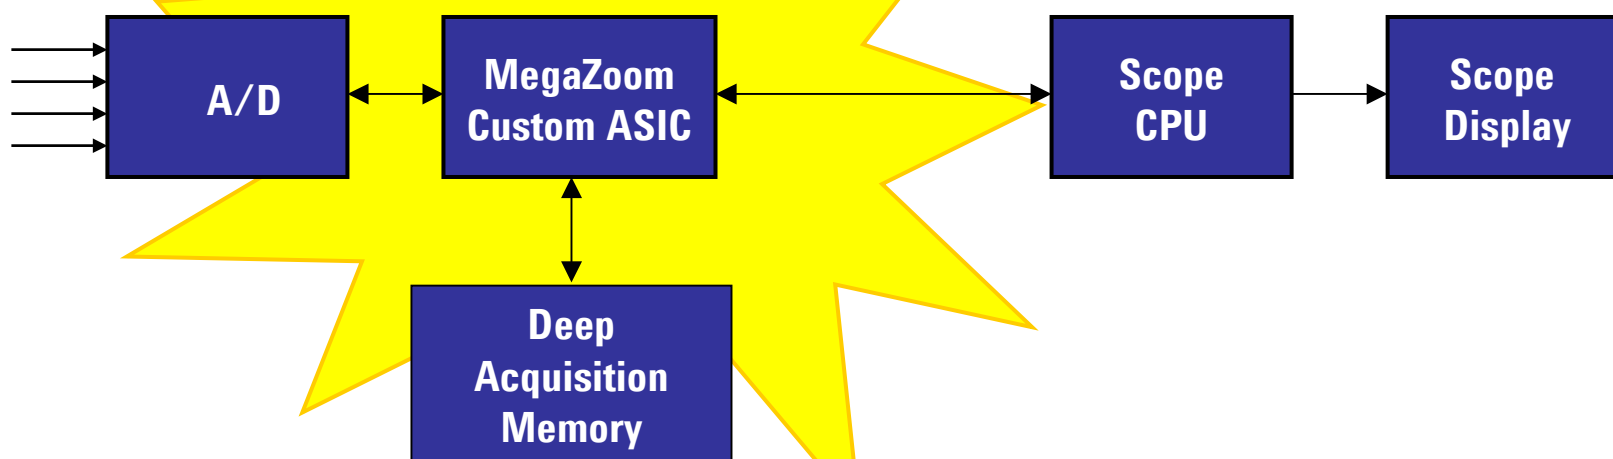 A/D
MegaZoom
Custom ASIC
Scope
CPU
Scope
Display
Deep
Acquisition
Memory